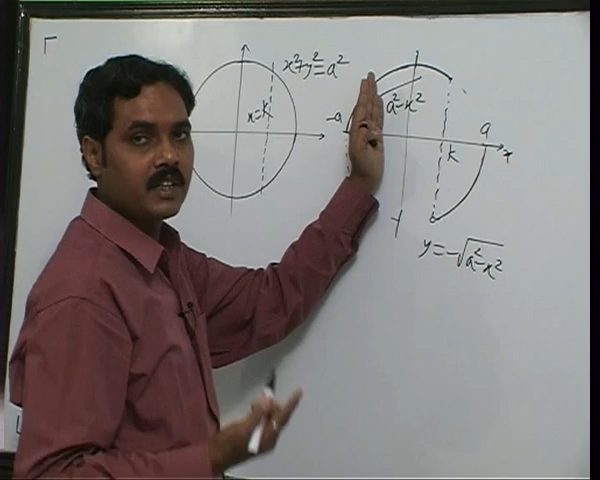 x²+y²=a²
x=k
-a
a²-x²
a
k
x
y=-√a²-x²